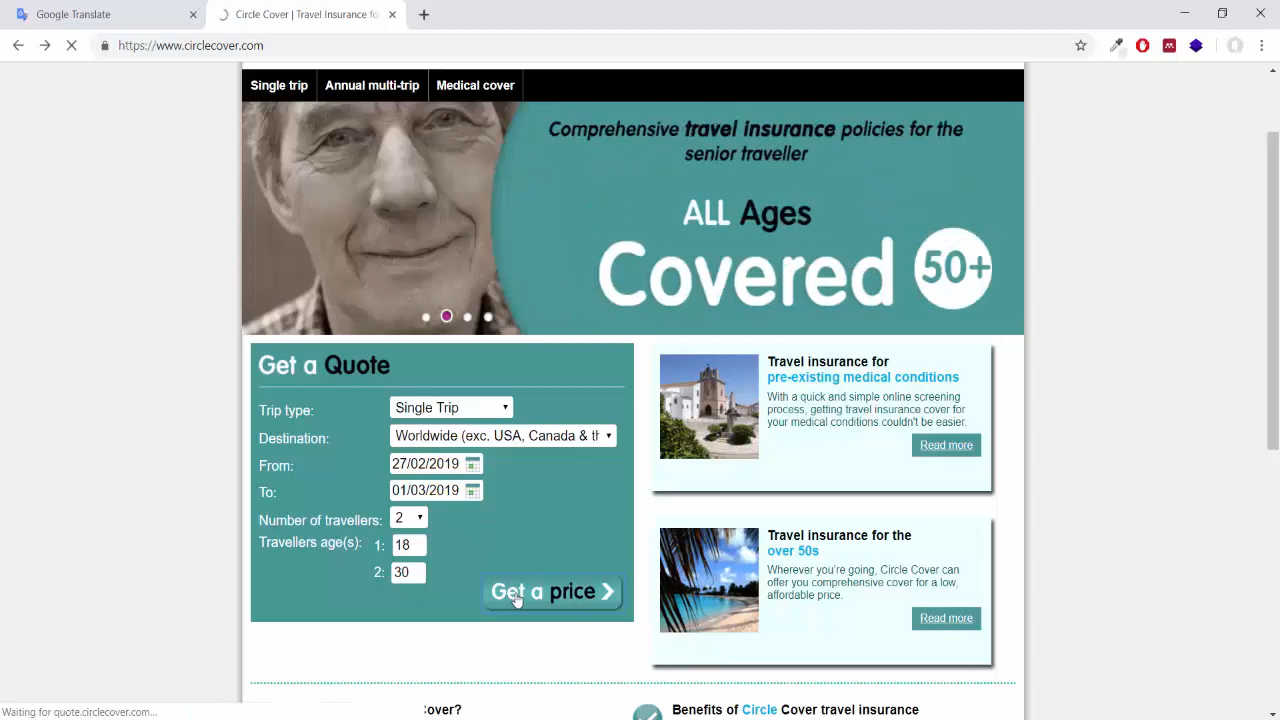 Google Translate
Circle Cover | Travel Insurance for
https://www.circlecover.com
Single trip
Annual multi-trip
Medical cover
Comprehensive travel insurance policies for the
senior traveller
ALL Ages
Covered 50+
Get a Quote
Trip type: Single Trip
Destination: Worldwide (exc. USA, Canada & th
From: 27/02/2019
To: 01/03/2019
Number of travellers: 2
Travellers age(s): 1: 18
2: 30
Get a price
Travel insurance for
pre-existing medical conditions
With a quick and simple online screening
process, getting travel insurance cover for
your medical conditions couldn't be easier.
Read more
Travel insurance for the
over 50s
Wherever you're going, Circle Cover can
offer you comprehensive cover for a low,
affordable price.
Read more
Cover?
Benefits of Circle Cover travel insurance
Waiting for quote.circlecover.com...